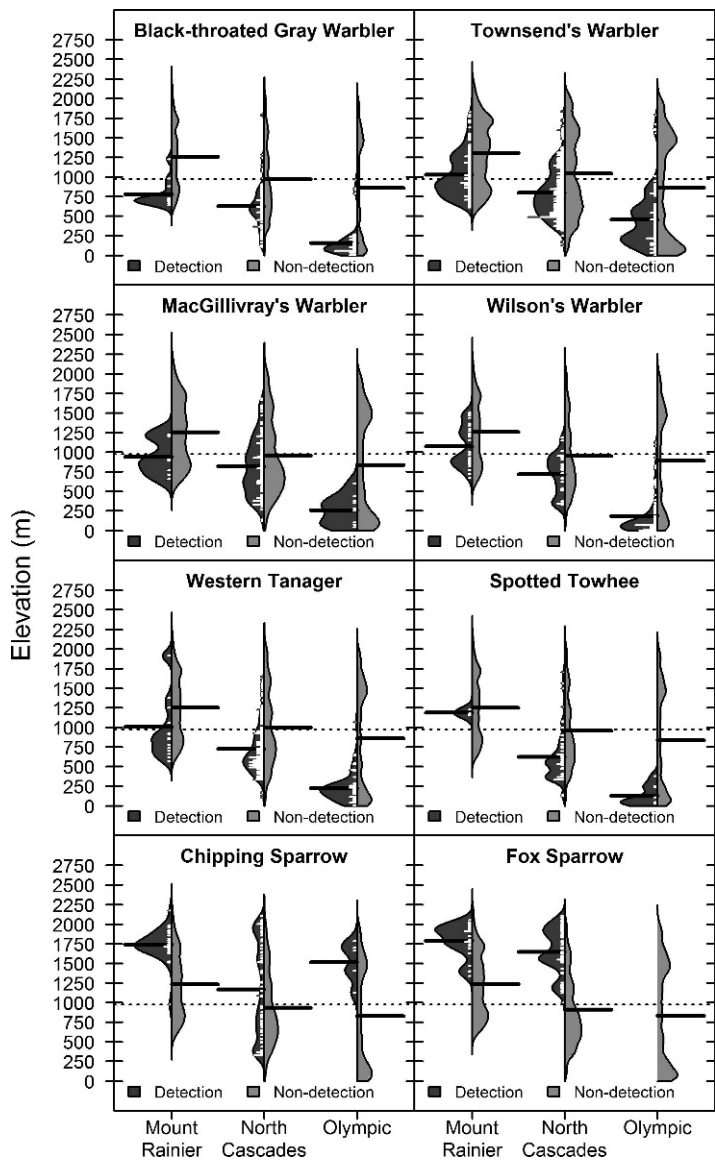 Elevation (m)
Black-throated Gray Warbler
Townsend's Warbler
2750
2500
2250
2000
1750
1500
1250
1000
750
500
250
0
Detection Non-detection
Detection Non-detection
MacGillivray's Warbler
Wilson's Warbler
2750
2500
2250
2000
1750
1500
1250
1000
750
500
250
0
Detection Non-detection
Detection Non-detection
Western Tanager
Spotted Towhee
2750
2500
2250
2000
1750
1500
1250
1000
750
500
250
0
Detection Non-detection
Detection Non-detection
Chipping Sparrow
Fox Sparrow
2750
2500
2250
2000
1750
1500
1250
1000
750
500
250
0
Detection Non-detection
Detection Non-detection
Mount
Rainier
North
Cascades
Olympic
Mount
Rainier
North
Cascades
Olympic